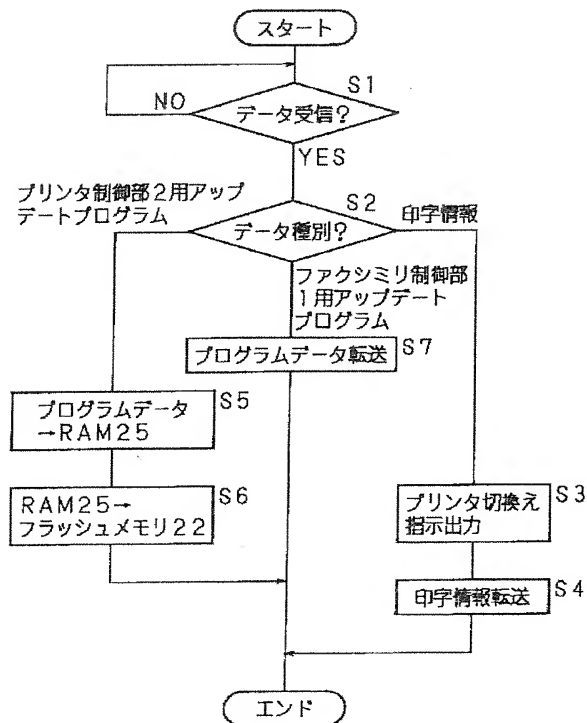 スタート
S1
NO
データ受信?
YES
プリンタ制御部2用アップ
デートプログラム
S2
印字情報
データ種別?
ファクシミリ制御部
1用アップデート
プログラム
プログラムデータ転送
S7
プログラムデータ
→RAM25
S5
RAM25→
フラッシュメモリ22
S6
プリンタ切換え
指示出力
S3
印字情報転送
S4
エンド